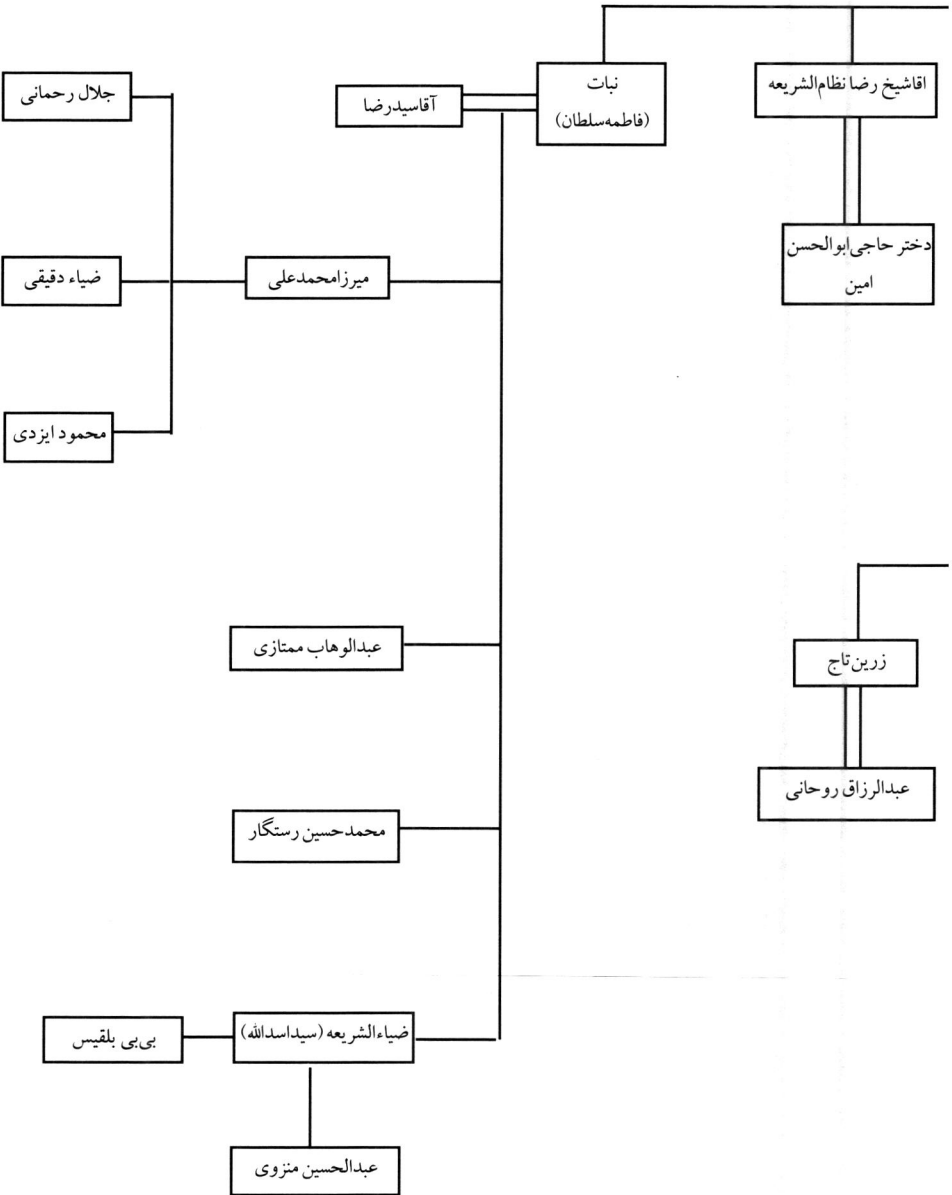 اقاشیخ رضا نظام‌الشریعه
نبات
(فاطمه‌سلطان)
آقاسیدرضا
جلال رحمانی
دختر حاجی‌ابوالحسن
امین
میرزامحمدعلی
ضیاء دقیقی
محمود ایزدی
زرین‌تاج
عبدالوهاب ممتازی
عبدالرزاق روحانی
محمدحسین رستگار
ضیاءالشریعه (سیداسدالله)
بی‌بی بلقیس
عبدالحسین منزوی